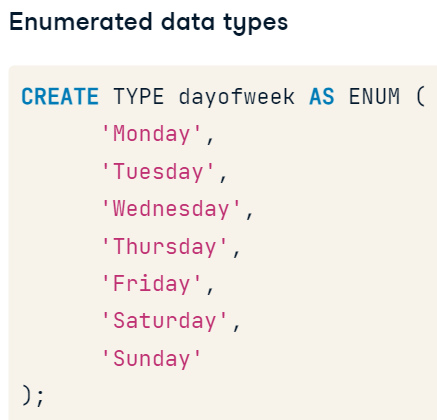 Enumerated data types
CREATE TYPE dayofweek AS ENUM (
'Monday',
'Tuesday',
'Wednesday',
'Thursday',
'Friday',
'Saturday',
'Sunday'
);